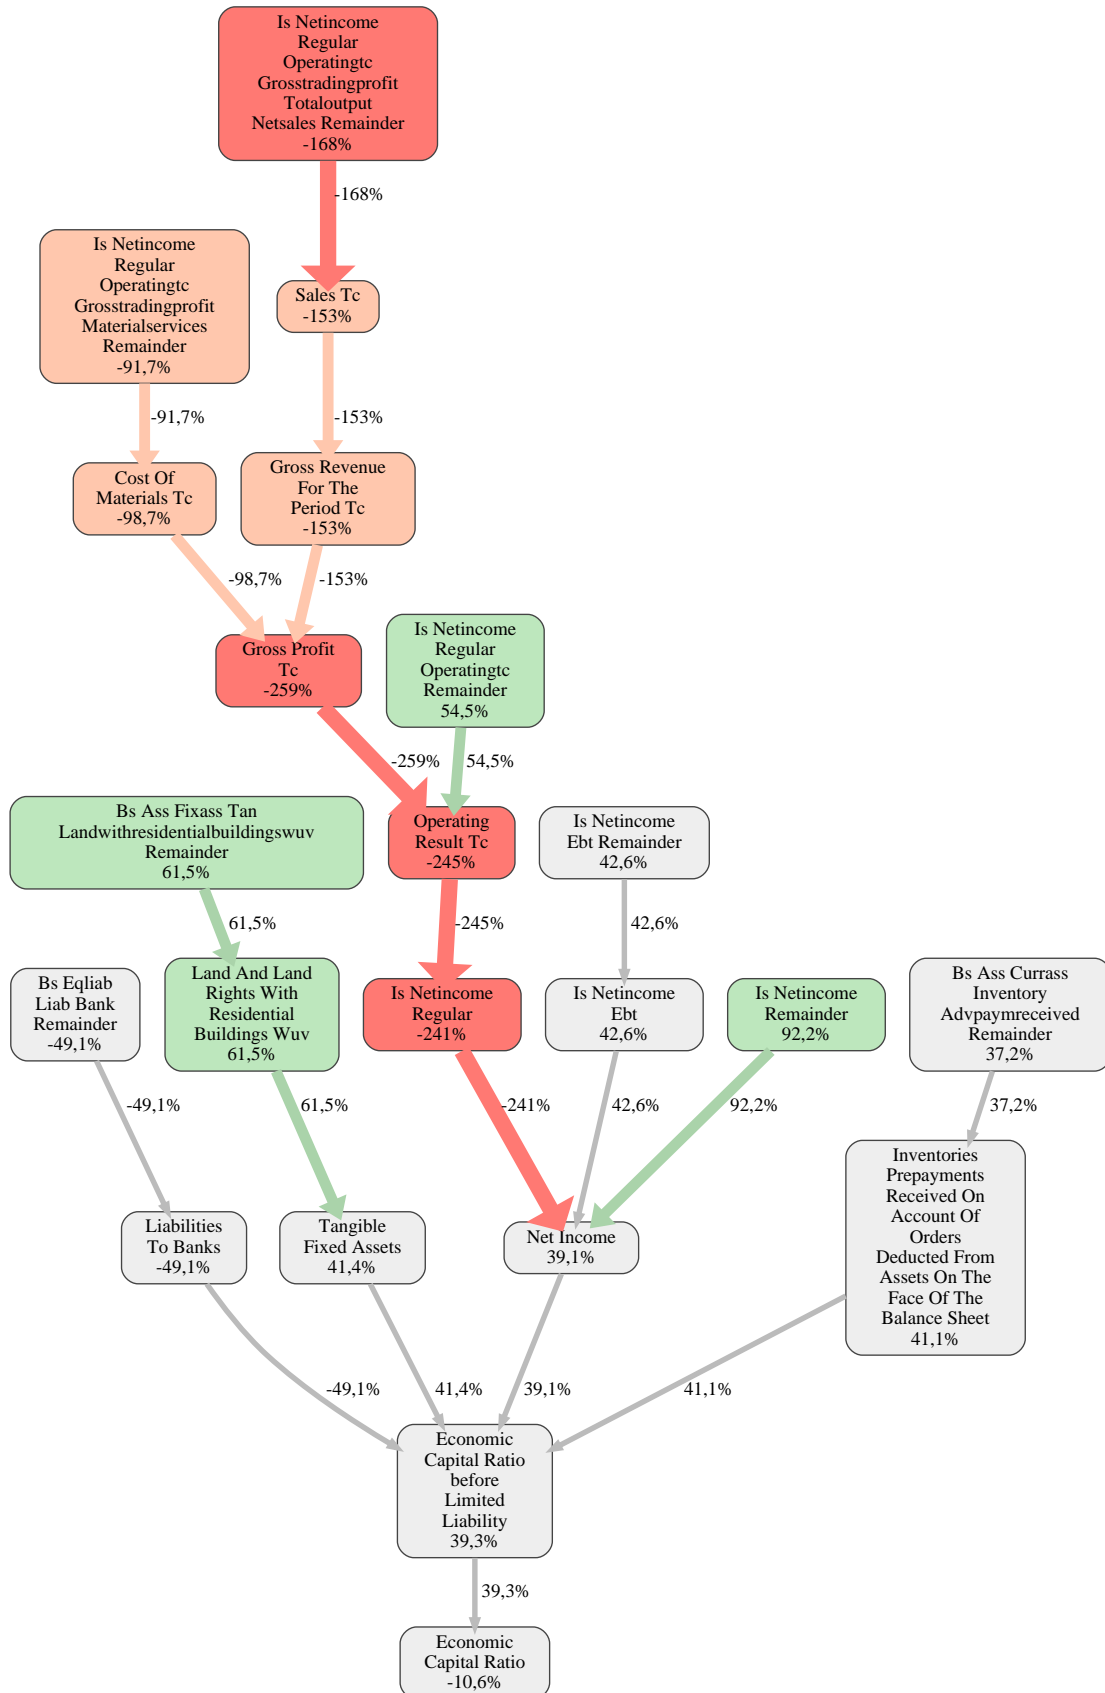 Is Netincome
Regular
Operatingtc
Grosstradingprofit
Totaloutput
Netsales Remainder
-168%
-168%
Is Netincome
Regular
Operatingtc
Grosstradingprofit
Materialservices
Remainder
-91,7%
Sales Tc
-153%
-91,7%
-153%
Cost Of
Materials Tc
-98,7%
Gross Revenue
For The
Period Tc
-153%
-98,7%
-153%
Gross Profit
Tc
-259%
Is Netincome
Regular
Operatingtc
Remainder
54,5%
-259%
54,5%
Bs Ass Fixass Tan
Landwithresidentialbuildingswuv
Remainder
61,5%
Operating
Result Tc
-245%
Is Netincome
Ebt Remainder
42,6%
61,5%
-245%
42,6%
Bs Eqliab
Liab Bank
Remainder
-49,1%
Land And Land
Rights With
Residential
Buildings Wuv
61,5%
Is Netincome
Regular
-241%
Is Netincome
Ebt
42,6%
Is Netincome
Remainder
92,2%
Bs Ass Currass
Inventory
Advpaymreceived
Remainder
37,2%
-49,1%
61,5%
-241%
42,6%
92,2%
37,2%
Liabilities
To Banks
-49,1%
Tangible
Fixed Assets
41,4%
Net Income
39,1%
Inventories
Prepayments
Received On
Account Of
Orders
Deducted From
Assets On The
Face Of The
Balance Sheet
41,1%
-49,1%
41,4%
39,1%
41,1%
Economic
Capital Ratio
before
Limited
Liability
39,3%
39,3%
Economic
Capital Ratio
-10,6%